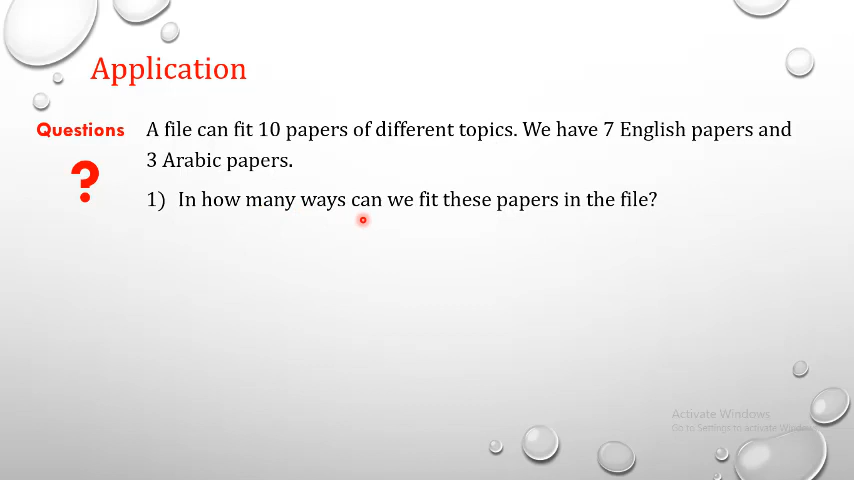 Application
Questions
A file can fit 10 papers of different topics. We have 7 English papers and
3 Arabic papers.
?
1) In how many ways can we fit these papers in the file?
Activate Windows
Go to Settings to activate